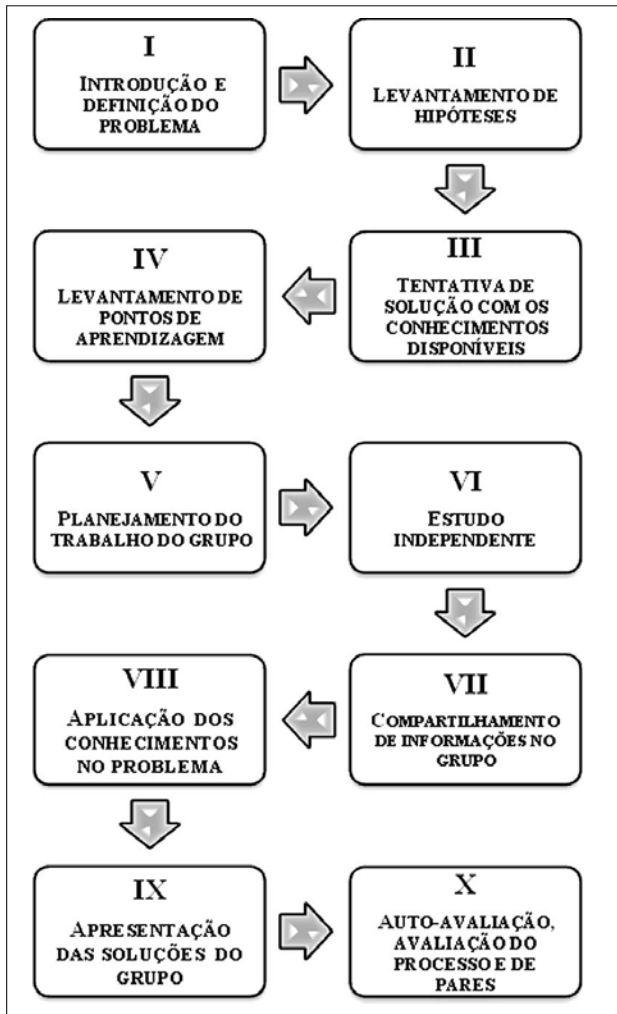 I
INTRODUÇÃO E
DEFINIÇÃO DO
PROBLEMA
II
LEVANTAMENTO DE
HIPÓTESES
III
TENTATIVA DE
SOLUÇÃO COM OS
CONHECIMENTOS
DISPONÍVEIS
IV
LEVANTAMENTO DE
PONTOS DE
APRENDIZAGEM
V
PLANEJAMENTO DO
TRABALHO DO GRUPO
VI
ESTUDO
INDEPENDENTE
VII
COMPARTILHAMENTO
DE INFORMAÇÕES NO
GRUPO
VIII
APLICAÇÃO DOS
CONHECIMENTOS
NO PROBLEMA
IX
APRESENTAÇÃO
DAS SOLUÇÕES DO
GRUPO
X
AUTO-AVALIAÇÃO,
AVALIAÇÃO DO
PROCESSO E DE
PARES